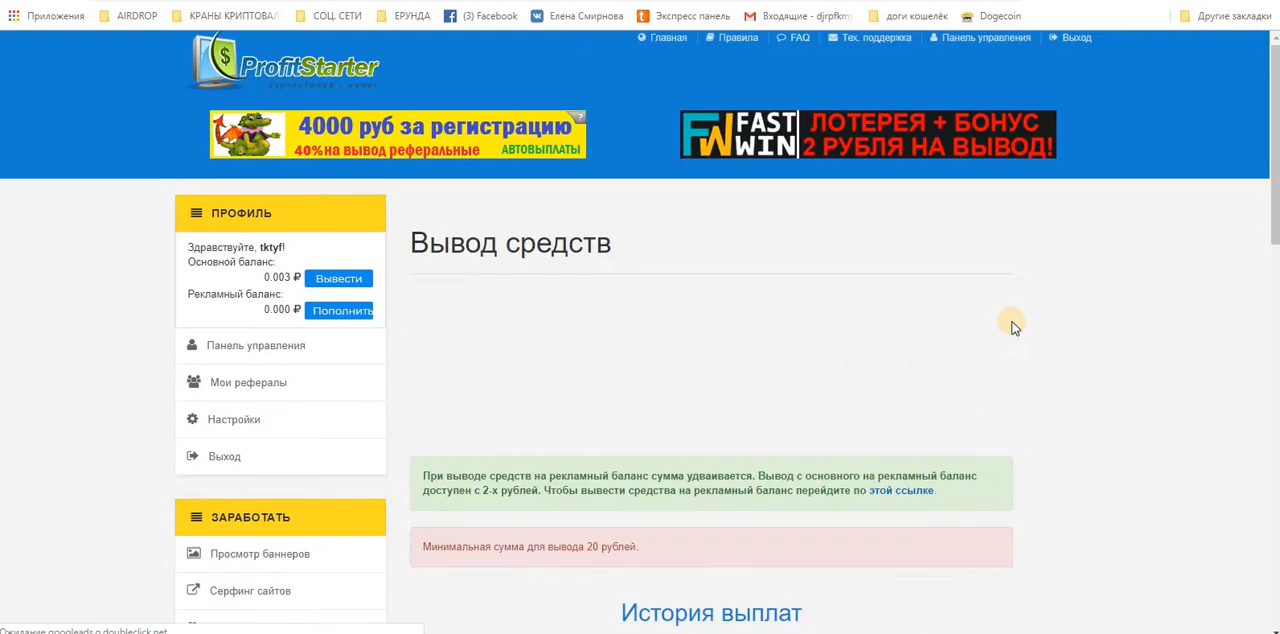 Приложения AIRDROP КРАНЫ КРИПТОВАЛ СОЦ. СЕТИ ЕРУНДА (3) Facebook Елена Смирнова Экспресс панель Входящие - djrpfkmy доги кошелёк Dogecoin Другие закладки
Главная Правила FAQ Тех. поддержка Панель управления Выход
ProfitStarter
4000 руб за регистрацию
40%на вывод реферальные АВТОВЫПЛАТЫ
?
FW FAST WIN
ЛОТЕРЕЯ + БОНУС
2 РУБЛЯ НА ВЫВОД!
ПРОФИЛЬ
Здравствуйте, tktyf!
Основной баланс:
0.003 ₽ Вывести
Рекламный баланс:
0.000 ₽ Пополнить
Панель управления
Мои рефералы
Настройки
Выход
ЗАРАБОТАТЬ
Просмотр баннеров
Серфинг сайтов
Вывод средств
При выводе средств на рекламный баланс сумма удваивается. Вывод с основного на рекламный баланс
доступен с 2-х рублей. Чтобы вывести средства на рекламный баланс перейдите по этой ссылке.
Минимальная сумма для вывода 20 рублей.
История выплат
Ожидание googleads.g.doubleclick.net